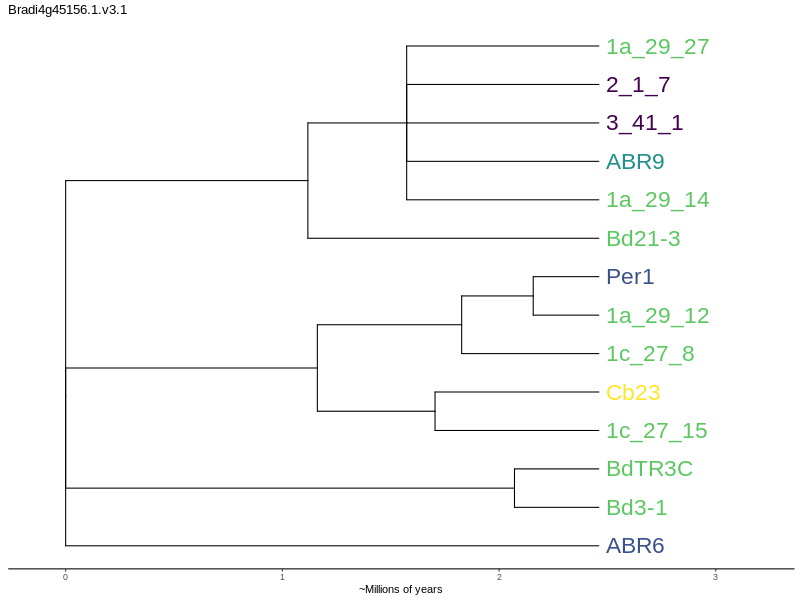 Bradi4g45156.1.v3.1
1a_29_27
2_1_7
3_41_1
ABR9
1a_29_14
Bd21-3
Per1
1a_29_12
1c_27_8
Cb23
1c_27_15
BdTR3C
Bd3-1
ABR6
0 1 2 3
~Millions of years